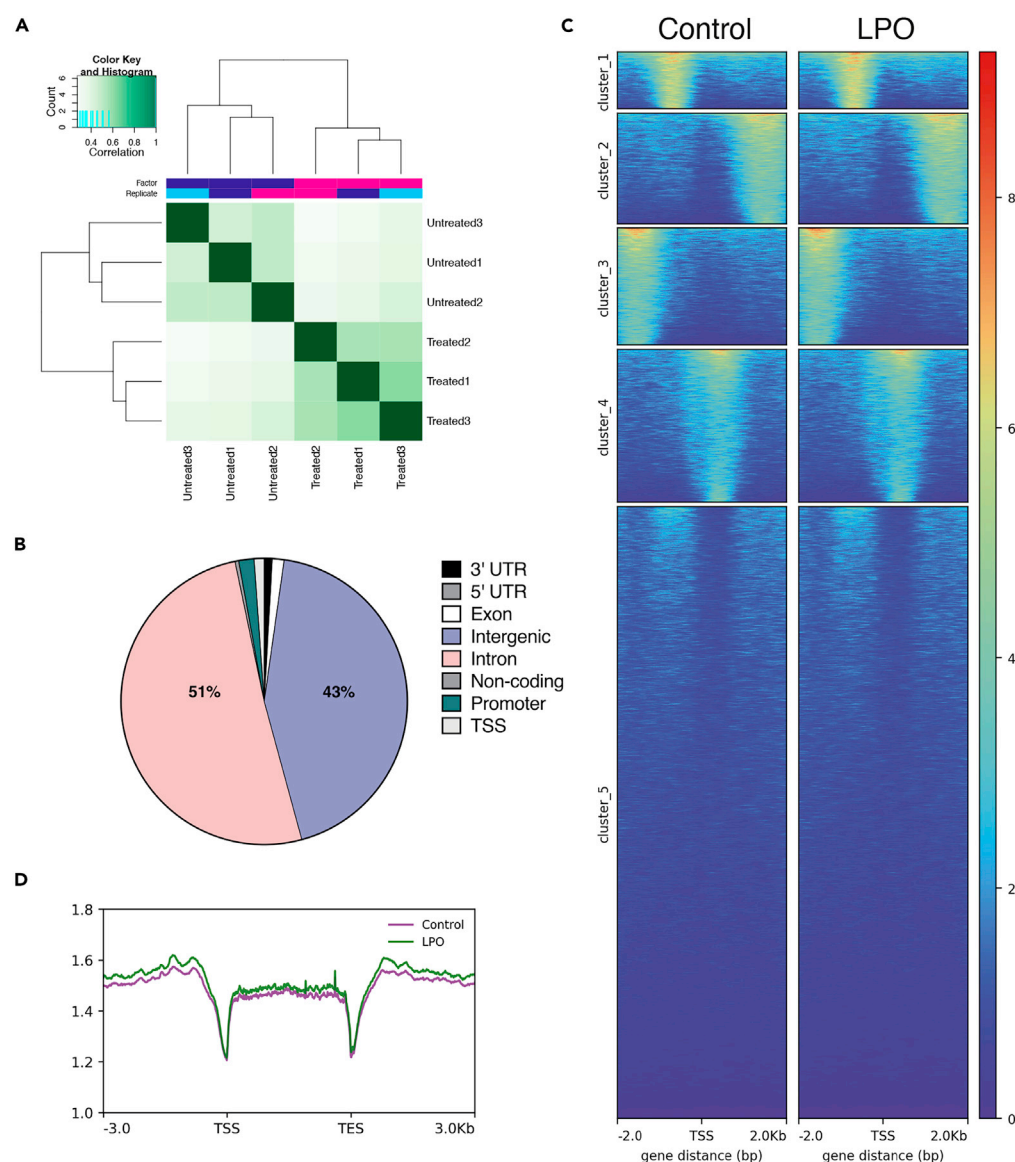 A
Color Key
and Histogram
Count
0 2 4 6
0.4 0.6 0.8 1
Correlation
Factor
Replicate
Untreated3
Untreated1
Untreated2
Treated2
Treated1
Treated3
Untreated3
Untreated1
Untreated2
Treated2
Treated1
Treated3
B
51%
43%
3' UTR
5' UTR
Exon
Intergenic
Intron
Non-coding
Promoter
TSS
C
Control
LPO
cluster_1
cluster_2
cluster_3
cluster_4
cluster_5
8
6
4
2
0
-2.0 TSS 2.0Kb
gene distance (bp)
-2.0 TSS 2.0Kb
gene distance (bp)
D
1.8
1.6
1.4
1.2
1.0
Control
LPO
-3.0 TSS TES 3.0Kb